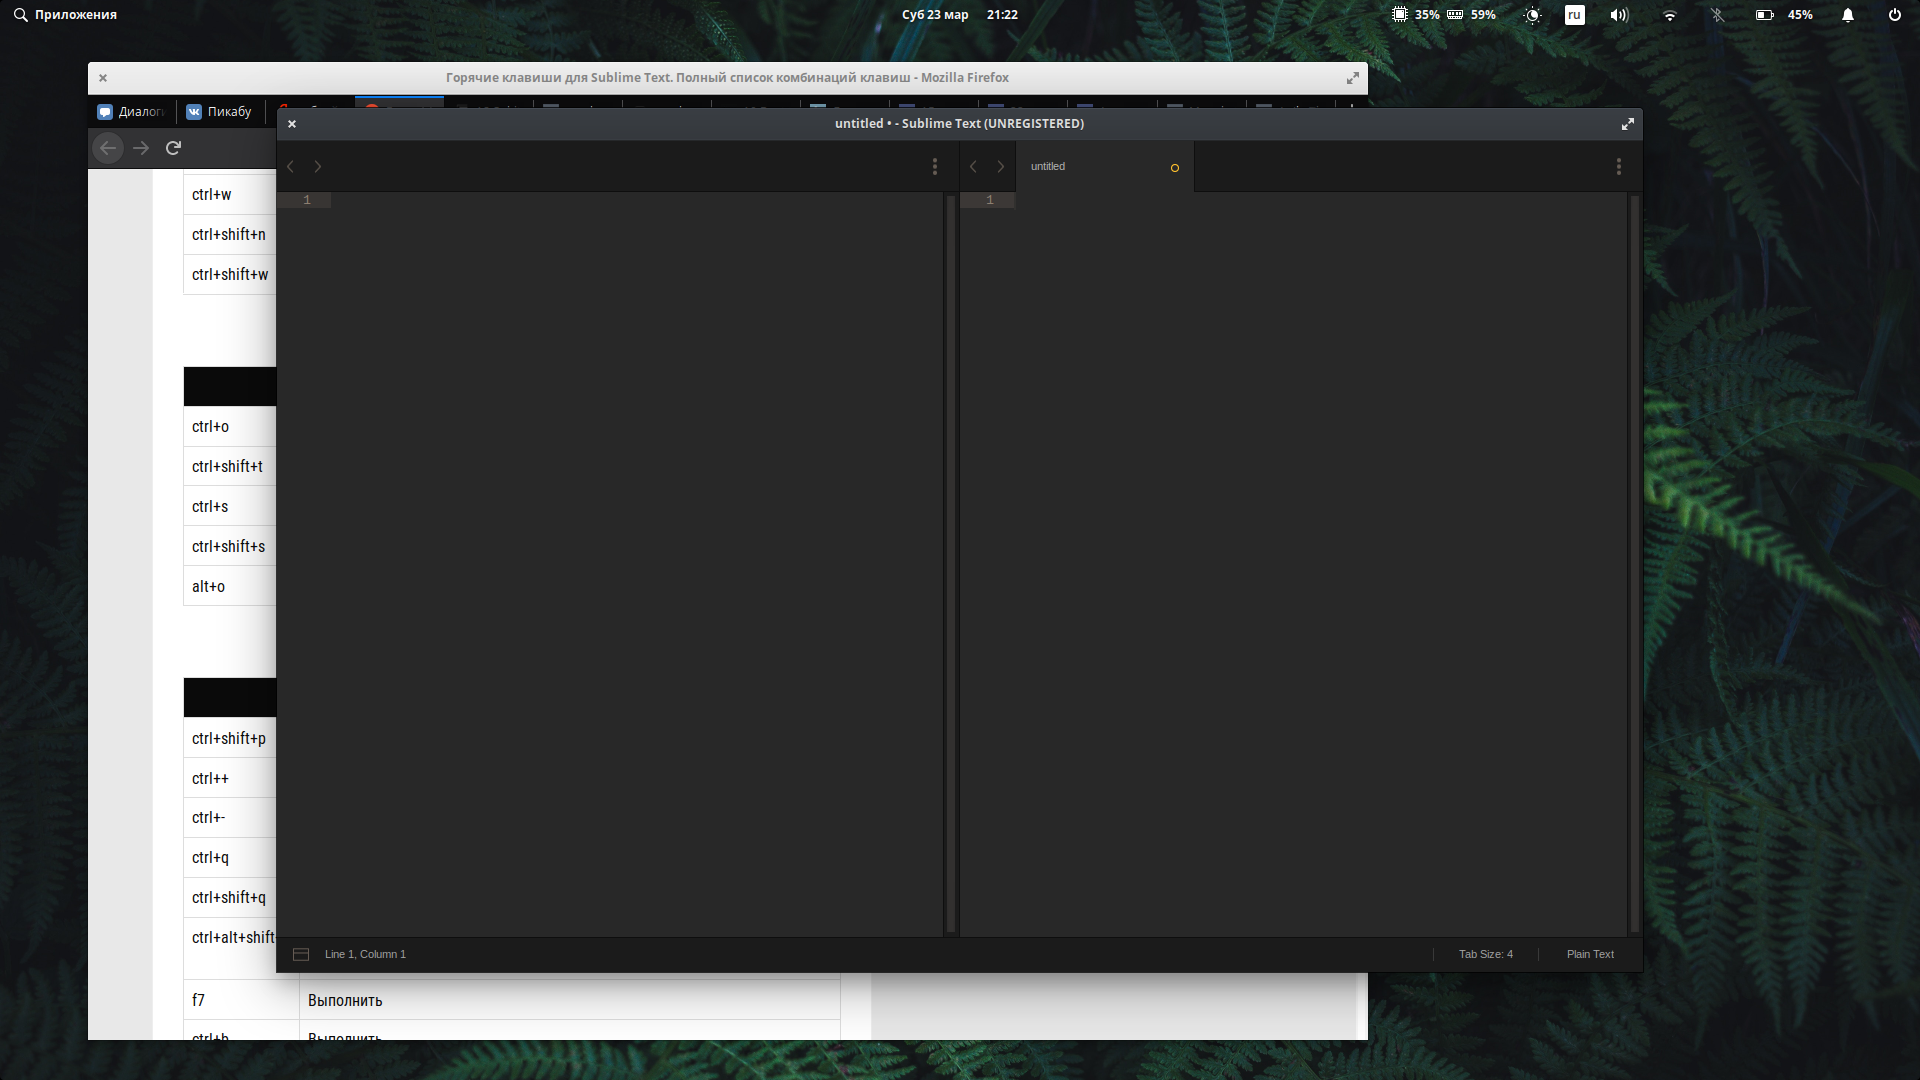 Приложения
Суб 23 мар 21:22
35% 59% ru 45%
Горячие клавиши для Sublime Text. Полный список комбинаций клавиш - Mozilla Firefox
Пикабу
untitled • - Sublime Text (UNREGISTERED)
untitled
1
1
ctrl+w
ctrl+shift+n
ctrl+shift+w
ctrl+o
ctrl+shift+t
ctrl+s
ctrl+shift+s
alt+o
ctrl+shift+p
ctrl++
ctrl+-
ctrl+q
ctrl+shift+q
ctrl+alt+shift
Line 1, Column 1
Tab Size: 4
Plain Text
f7 Выполнить
ctrl+b Выполнить